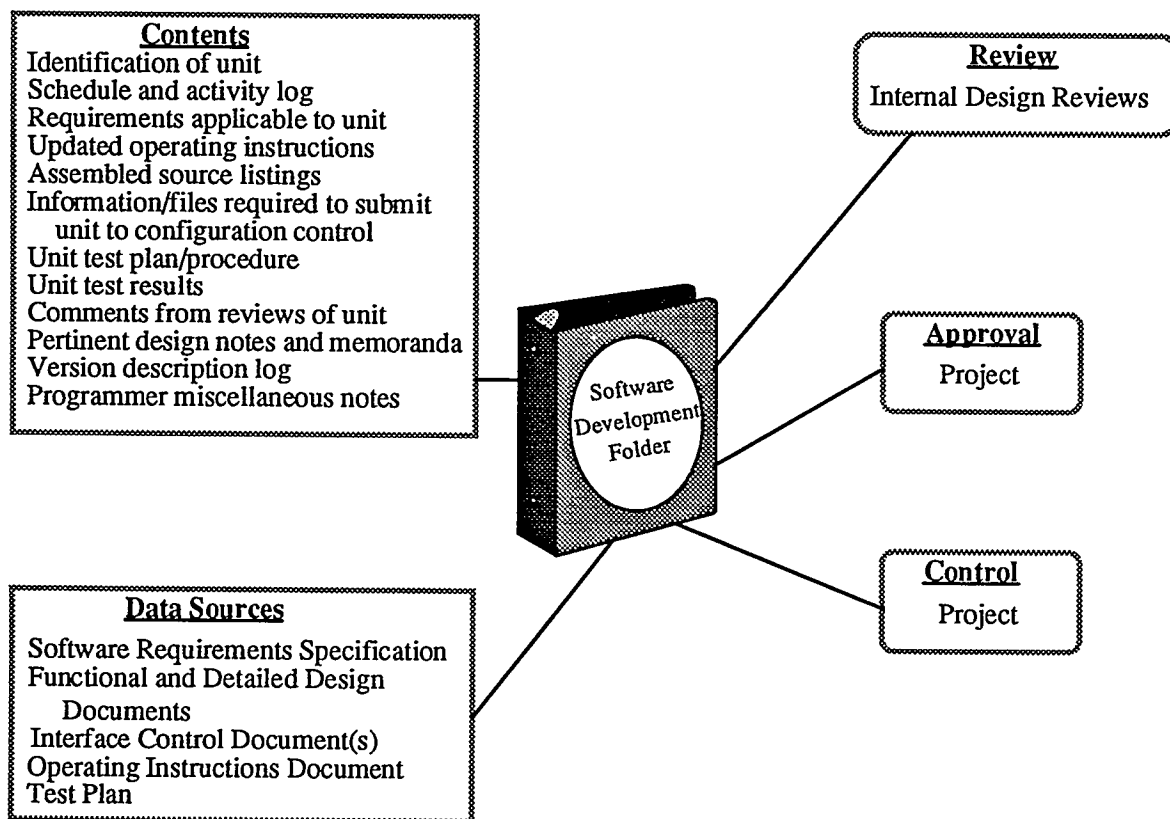 Contents
Identification of unit
Schedule and activity log
Requirements applicable to unit
Updated operating instructions
Assembled source listings
Information/files required to submit
unit to configuration control
Unit test plan/procedure
Unit test results
Comments from reviews of unit
Pertinent design notes and memoranda
Version description log
Programmer miscellaneous notes
Review
Internal Design Reviews
Approval
Project
Software
Development
Folder
Control
Project
Data Sources
Software Requirements Specification
Functional and Detailed Design
Documents
Interface Control Document(s)
Operating Instructions Document
Test Plan